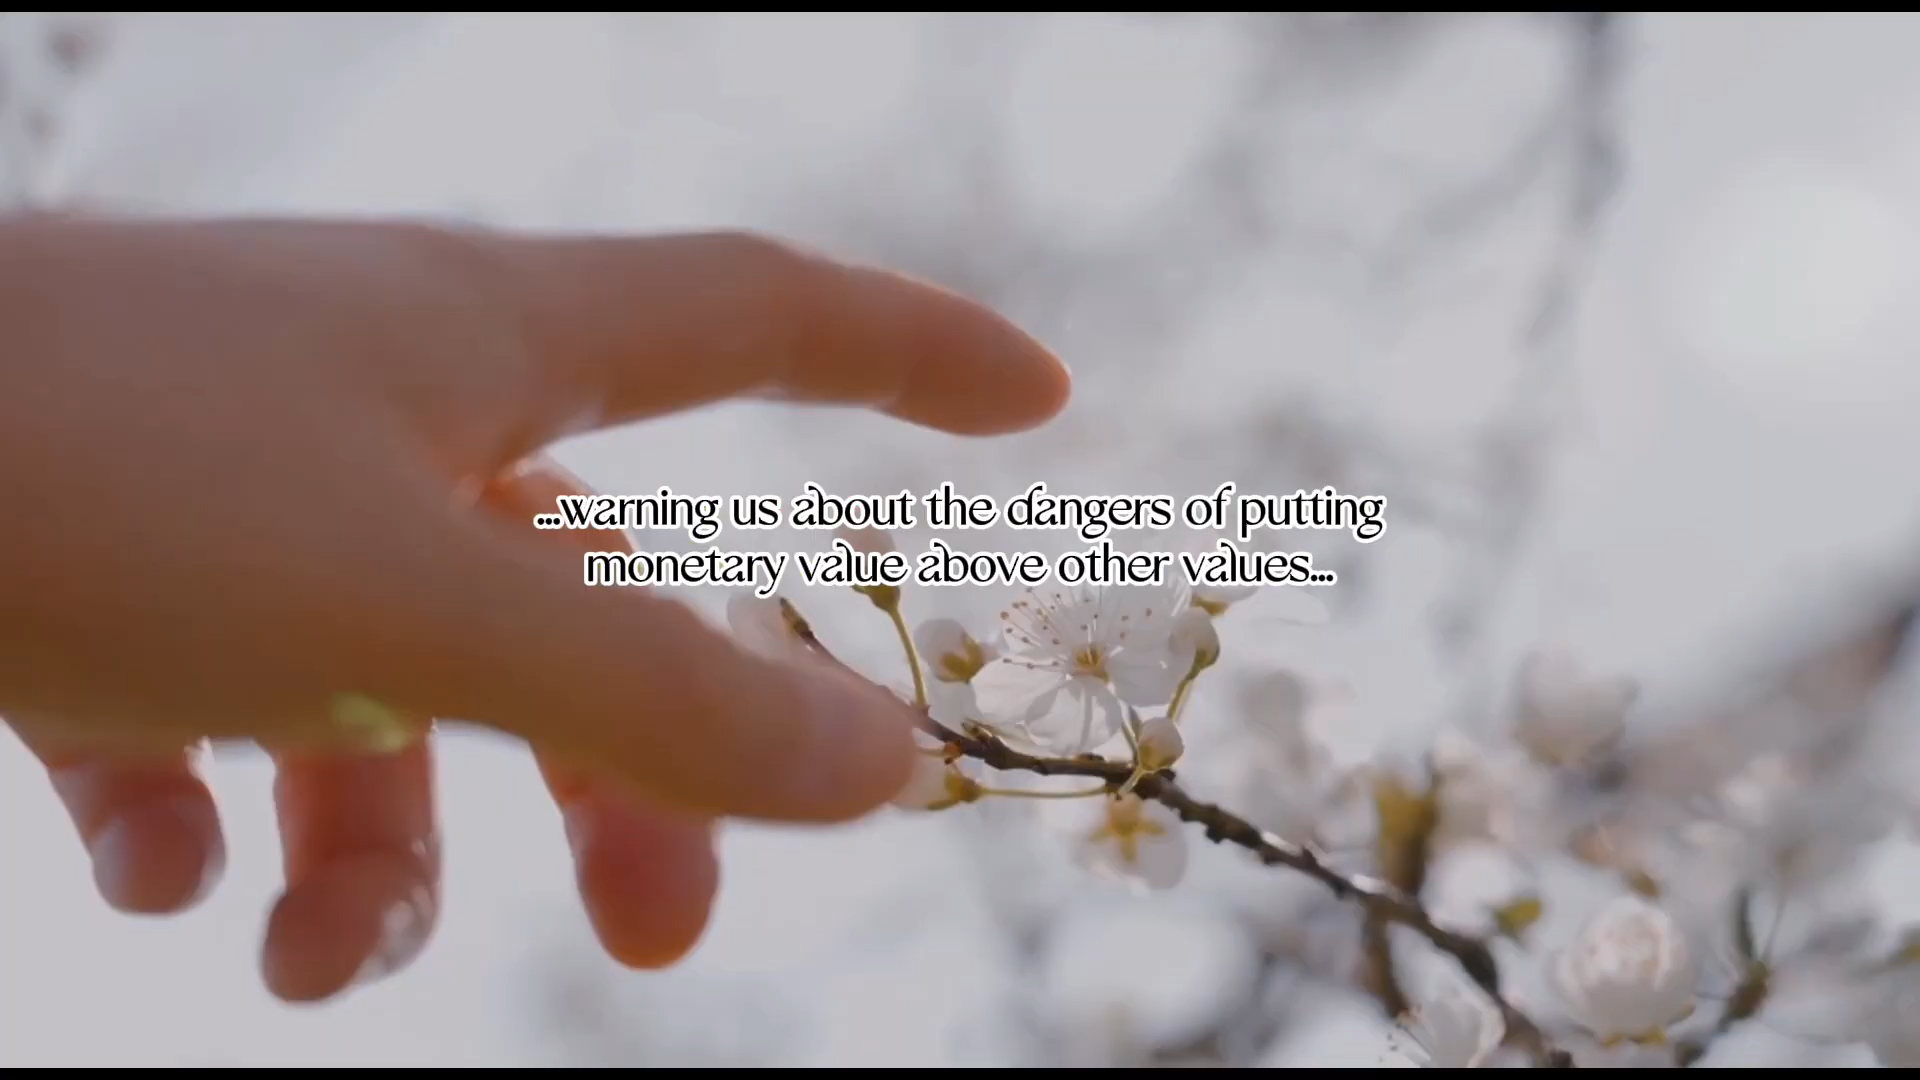 ...warning us about the dangers of putting
monetary value above other values...